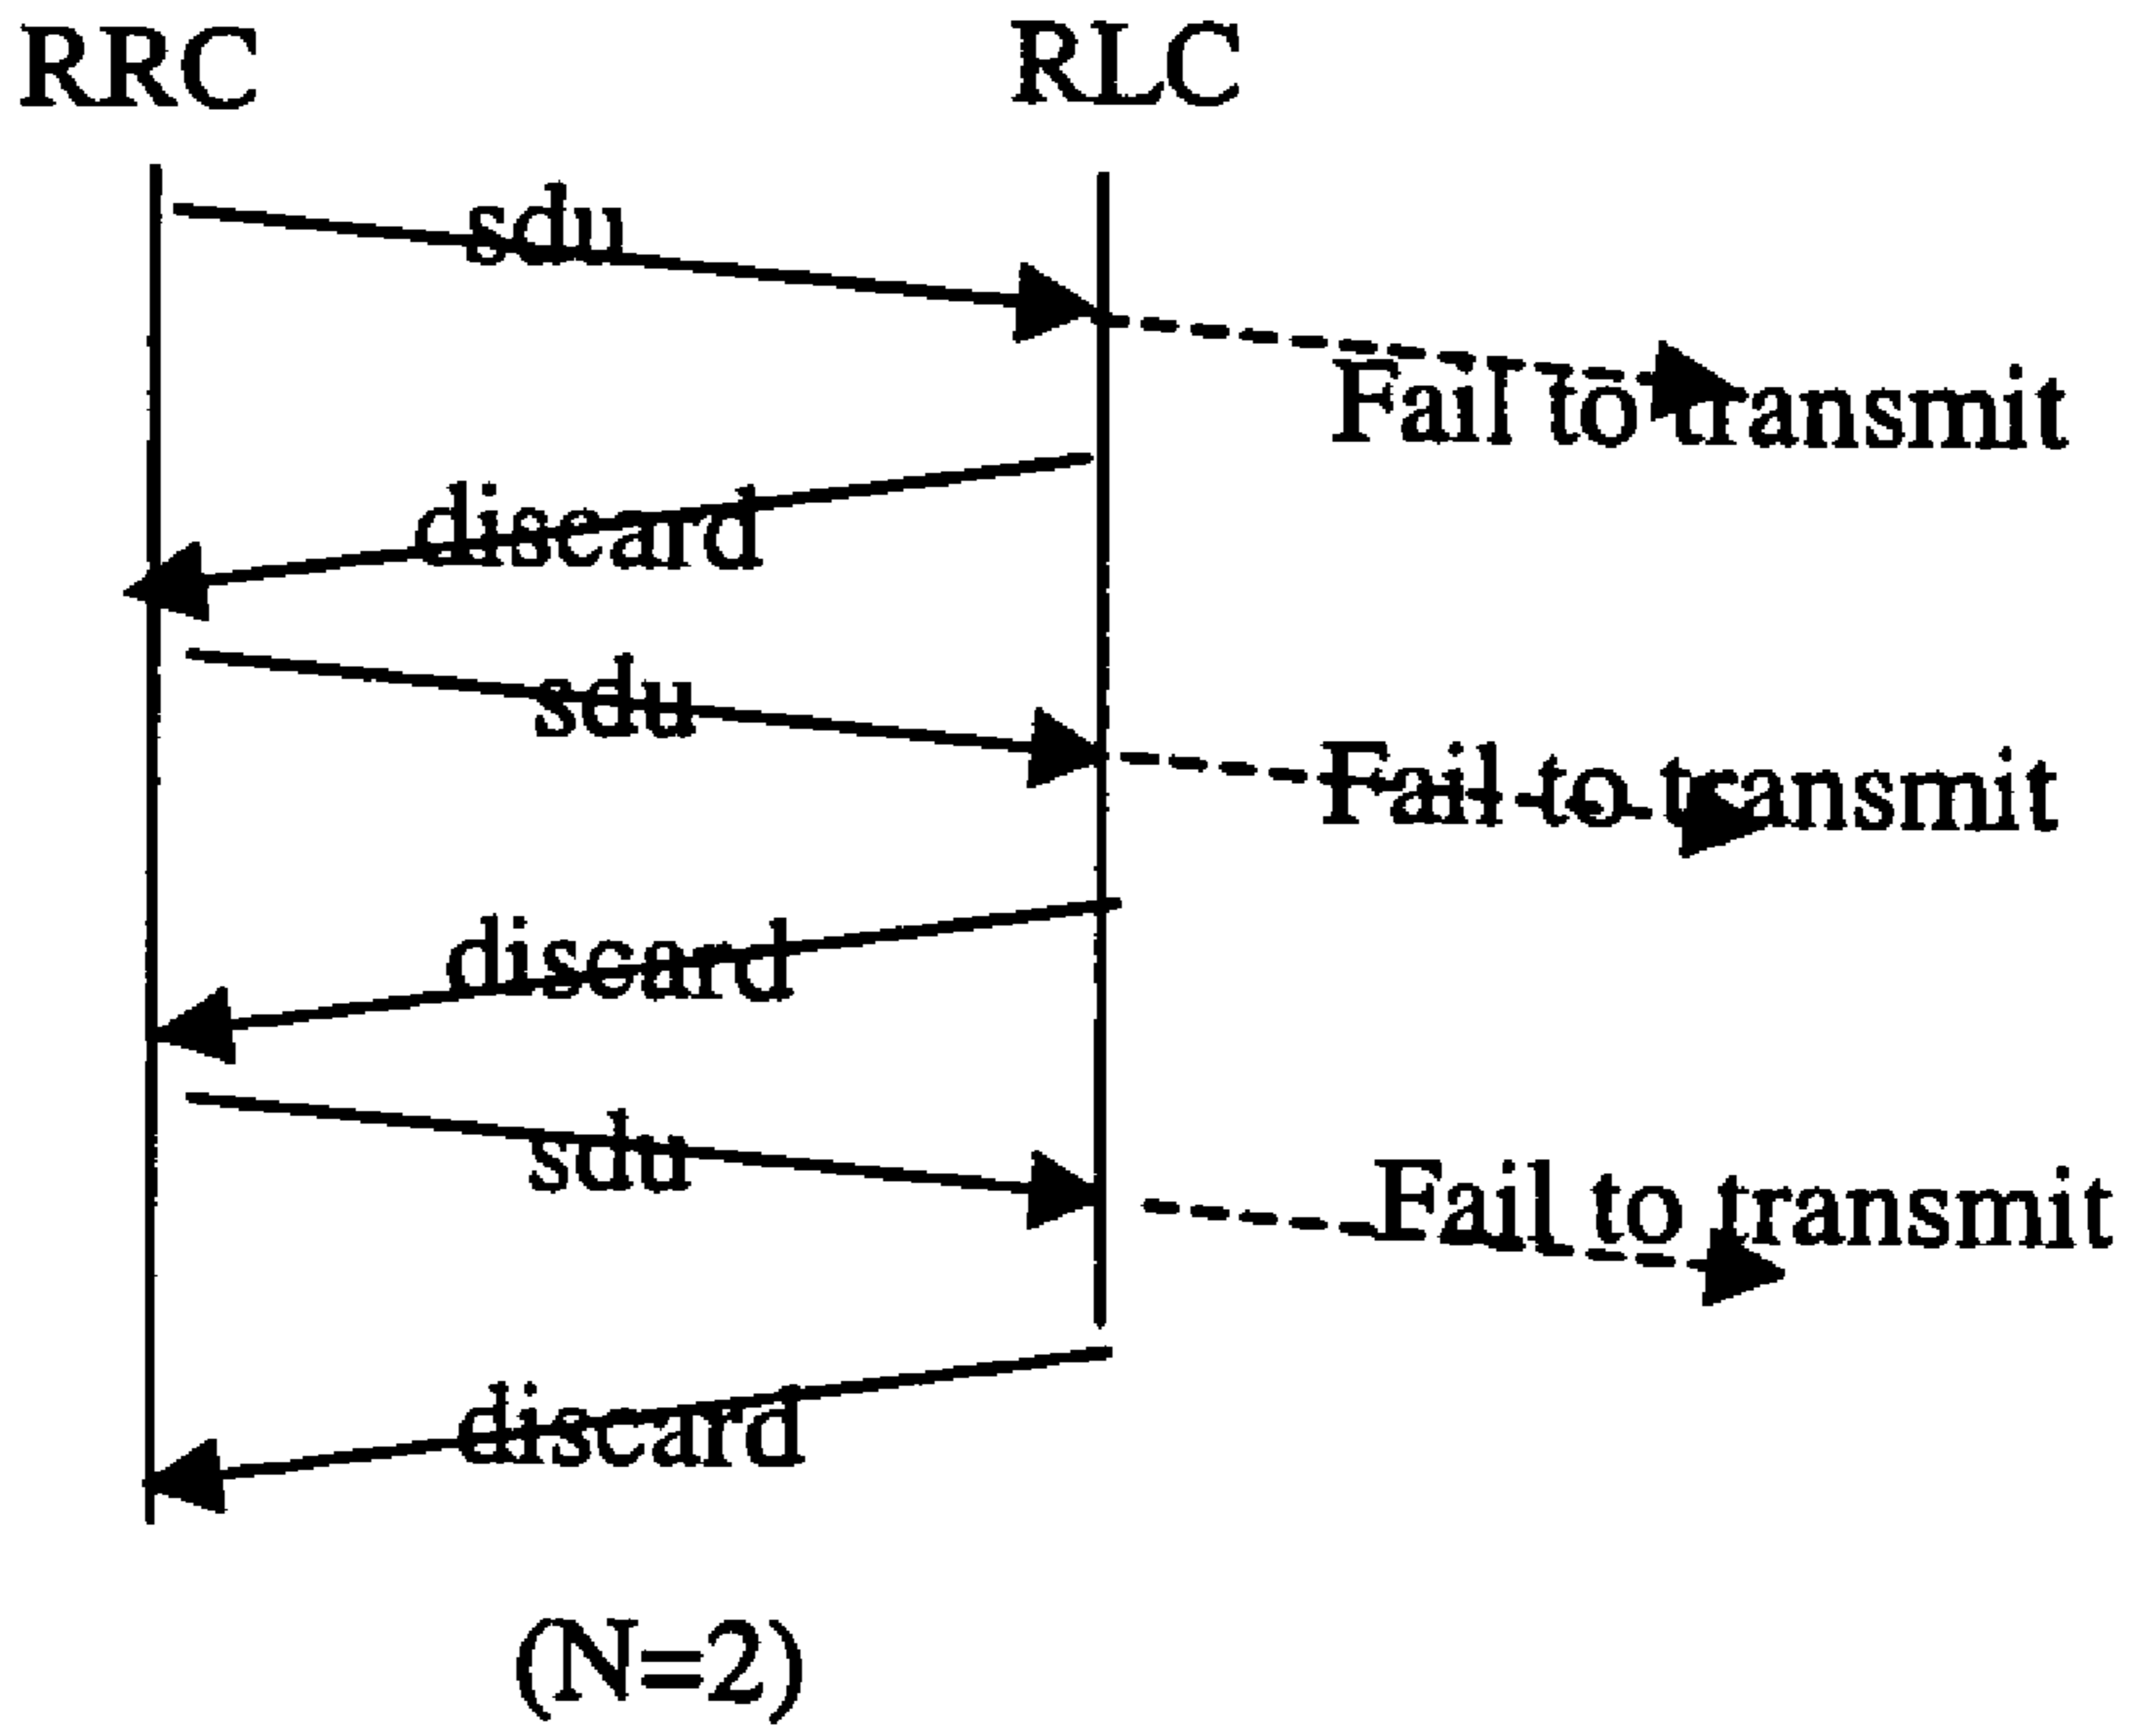 RRC RLC
sdu
Fail to transmit
discard
sdu
Fail to transmit
discard
sdu
Fail to transmit
discard
(N=2)